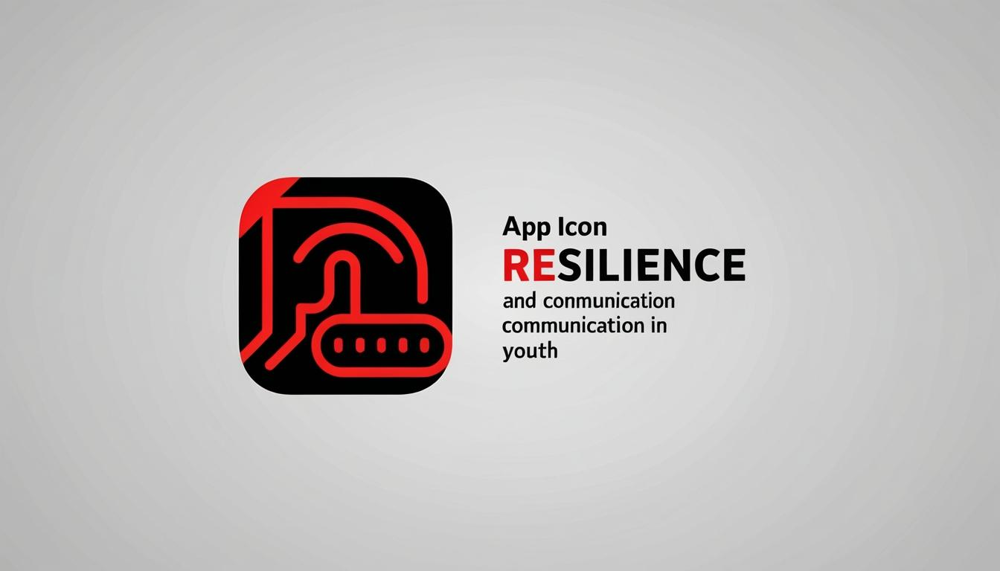 App Icon
RESILIENCE
and conmunication
communication in
youth